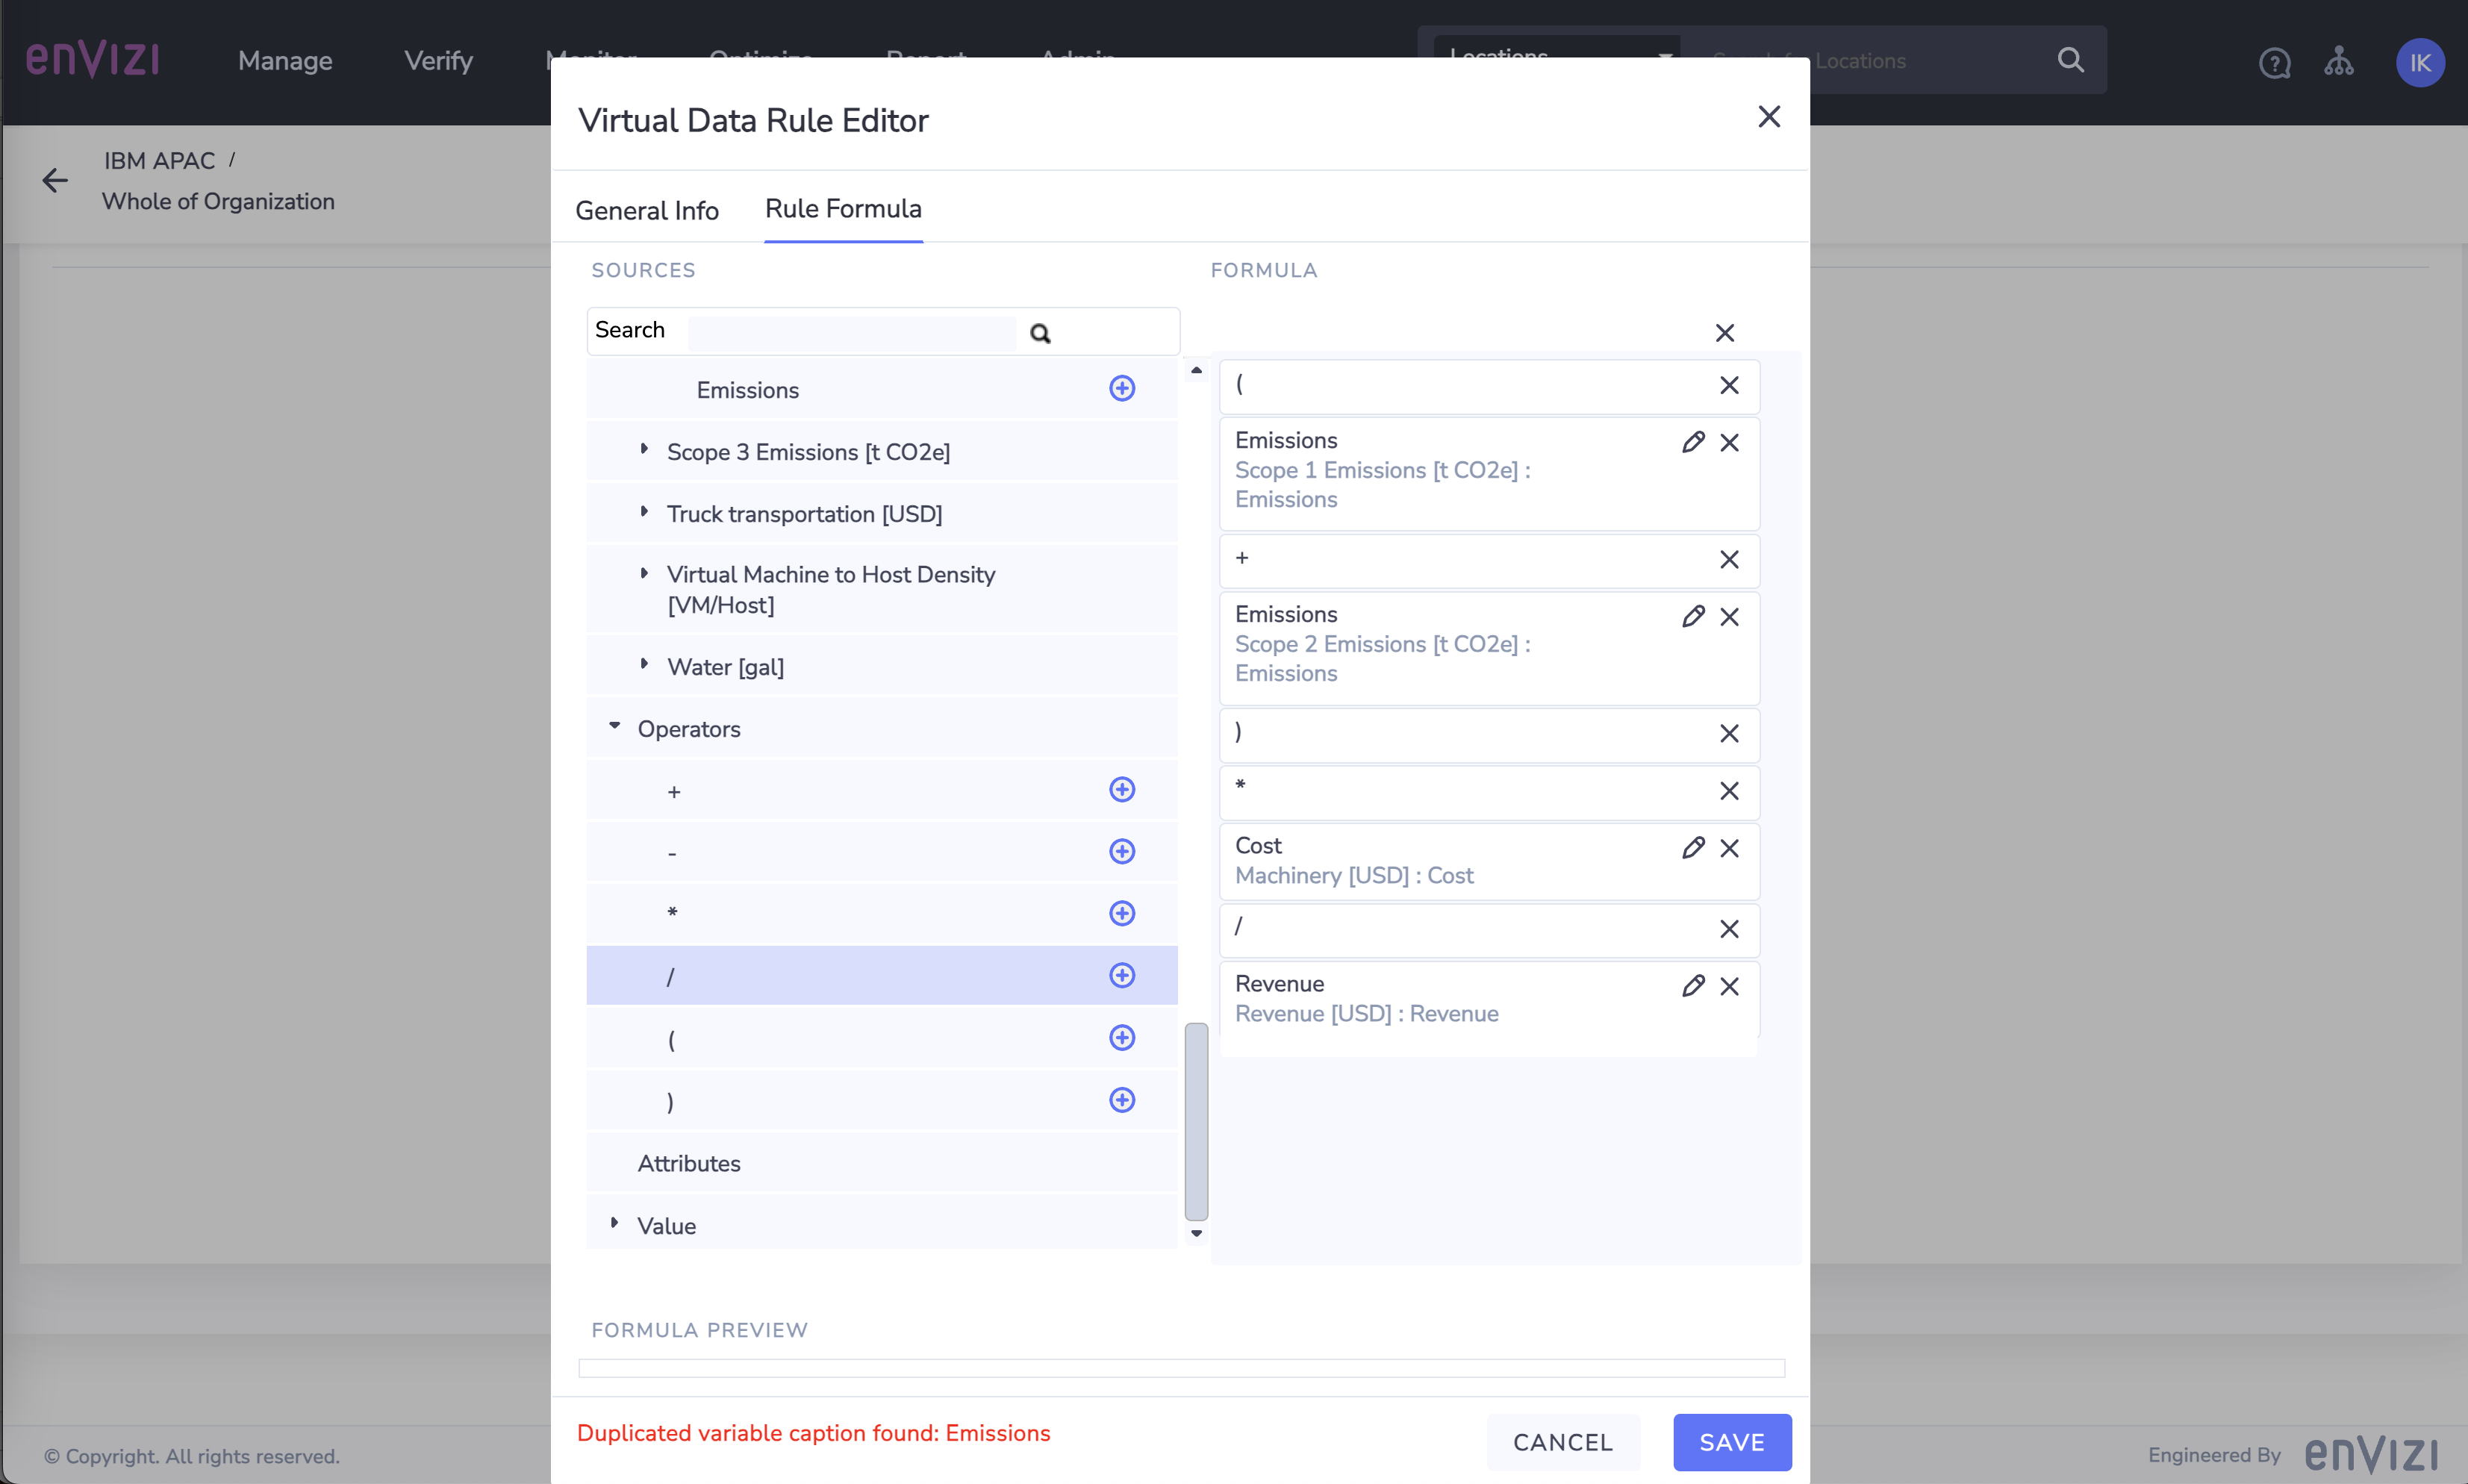 enVIZI
Manage
Verify
Monitor
Optimize
Report
Admin
Locations
Search for Locations
IK
IBM APAC /
Whole of Organization
Virtual Data Rule Editor
General Info
Rule Formula
SOURCES
Search
Emissions
Scope 3 Emissions [t CO2e]
Truck transportation [USD]
Virtual Machine to Host Density
[VM/Host]
Water [gal]
Operators
+
-
*
/
(
)
Attributes
Value
FORMULA
(
Emissions
Scope 1 Emissions [t CO2e] :
Emissions
+
Emissions
Scope 2 Emissions [t CO2e] :
Emissions
)
*
Cost
Machinery [USD] : Cost
/
Revenue
Revenue [USD] : Revenue
FORMULA PREVIEW
Duplicated variable caption found: Emissions
CANCEL
SAVE
© Copyright. All rights reserved.
Engineered By
enVIZI